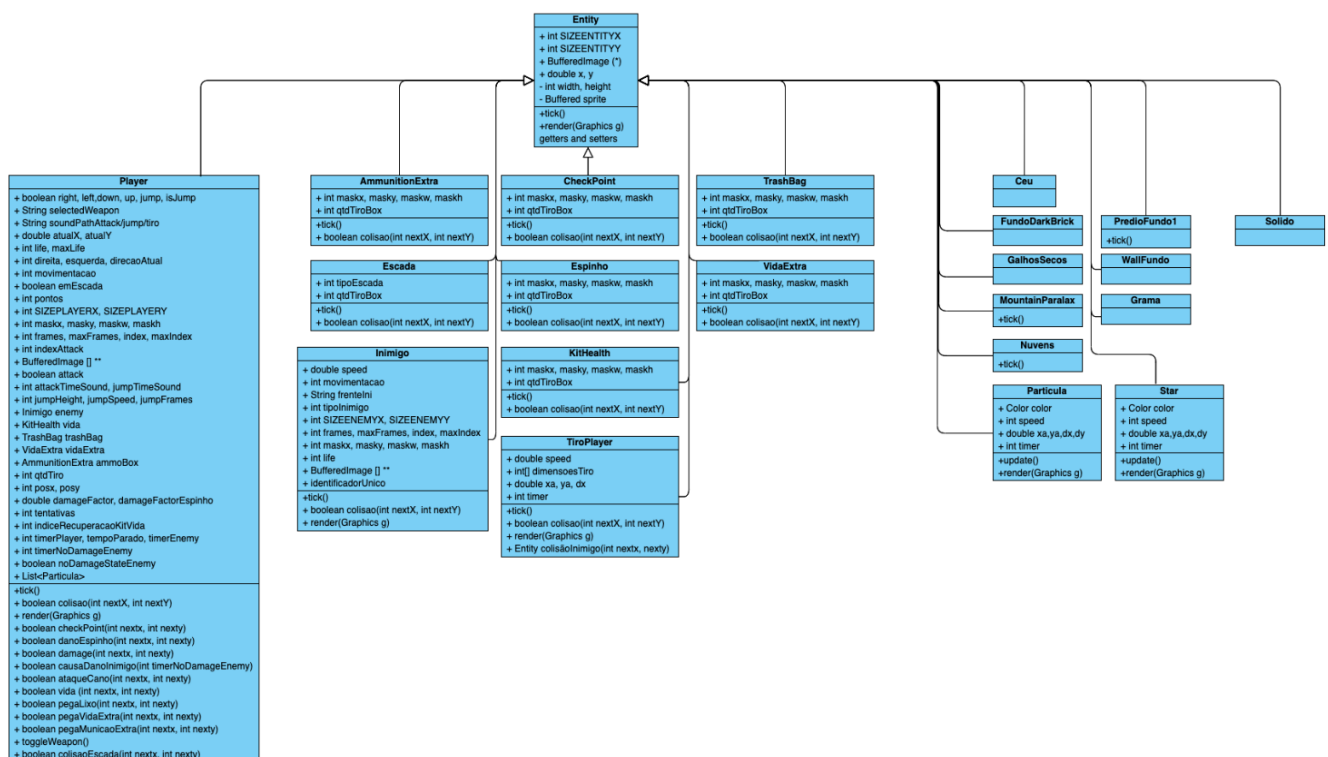 Entity
+ int SIZEENTITYX
+ int SIZEENTITYY
+ BufferedImage (*)
+ double x, y
- int width, height
- Buffered sprite
+tick()
+render(Graphics g)
getters and setters
Player
+ boolean right, left,down, up, jump, isJump
+ String selectedWeapon
+ String soundPathAttack/jump/tiro
+ double atualX, atualY
+ int life, maxLife
+ int direita, esquerda, direcaoAtual
+ int movimentacao
+ boolean emEscada
+ int pontos
+ int SIZEPLAYERX, SIZEPLAYERY
+ int maskx, masky, maskw, maskh
+ int frames, maxFrames, index, maxIndex
+ int indexAttack
+ BufferedImage [] **
+ boolean attack
+ int attackTimeSound, jumpTimeSound
+ int jumpHeight, jumpSpeed, jumpFrames
+ Inimigo enemy
+ KitHealth vida
+ TrashBag trashBag
+ VidaExtra vidaExtra
+ AmmunitionExtra ammoBox
+ int qtdTiro
+ int posx, posy
+ double damageFactor, damageFactorEspinho
+ int tentativas
+ int indiceRecuperacaoKitVida
+ int timerPlayer, tempoParado, timerEnemy
+ int timerNoDamageEnemy
+ boolean noDamageStateEnemy
+ List<Particula>
+tick()
+ boolean colisao(int nextX, int nextY)
+ render(Graphics g)
+ boolean checkPoint(int nextx, int nexty)
+ boolean danoEspinho(int nextx, int nexty)
+ boolean damage(int nextx, int nexty)
+ boolean causaDanoInimigo(int timerNoDamageEnemy)
+ boolean ataqueCano(int nextx, int nexty)
+ boolean vida (int nextx, int nexty)
+ boolean pegaLixo(int nextx, int nexty)
+ boolean pegaVidaExtra(int nextx, int nexty)
+ boolean pegaMunicaoExtra(int nextx, int nexty)
+ toggleWeapon()
+ boolean colisaoEscada(int nextx, int nexty)
AmmunitionExtra
+ int maskx, masky, maskw, maskh
+ int qtdTiroBox
+tick()
+ boolean colisao(int nextX, int nextY)
CheckPoint
+ int maskx, masky, maskw, maskh
+ int qtdTiroBox
+tick()
+ boolean colisao(int nextX, int nextY)
TrashBag
+ int maskx, masky, maskw, maskh
+ int qtdTiroBox
+tick()
+ boolean colisao(int nextX, int nextY)
Escada
+ int tipoEscada
+ int qtdTiroBox
+tick()
+ boolean colisao(int nextX, int nextY)
Espinho
+ int maskx, masky, maskw, maskh
+ int qtdTiroBox
+tick()
+ boolean colisao(int nextX, int nextY)
VidaExtra
+ int maskx, masky, maskw, maskh
+ int qtdTiroBox
+tick()
+ boolean colisao(int nextX, int nextY)
Inimigo
+ double speed
+ int movimentacao
+ String frenteIni
+ int tipoInimigo
+ int SIZEENEMYX, SIZEENEMYY
+ int frames, maxFrames, index, maxIndex
+ int maskx, masky, maskw, maskh
+ int life
+ BufferedImage [] **
+ identificadorUnico
+tick()
+ boolean colisao(int nextX, int nextY)
+ render(Graphics g)
KitHealth
+ int maskx, masky, maskw, maskh
+ int qtdTiroBox
+tick()
+ boolean colisao(int nextX, int nextY)
TiroPlayer
+ double speed
+ int[] dimensoesTiro
+ double xa, ya, dx
+ int timer
+tick()
+ boolean colisao(int nextX, int nextY)
+ render(Graphics g)
+ Entity colisãoInimigo(int nextx, nexty)
Ceu
FundoDarkBrick
PredioFundo1
+tick()
Solido
GalhosSecos
WallFundo
MountainParalax
+tick()
Grama
Nuvens
+tick()
Particula
+ Color color
+ int speed
+ double xa,ya,dx,dy
+ int timer
+update()
+render(Graphics g)
Star
+ Color color
+ int speed
+ double xa,ya,dx,dy
+ int timer
+update()
+render(Graphics g)